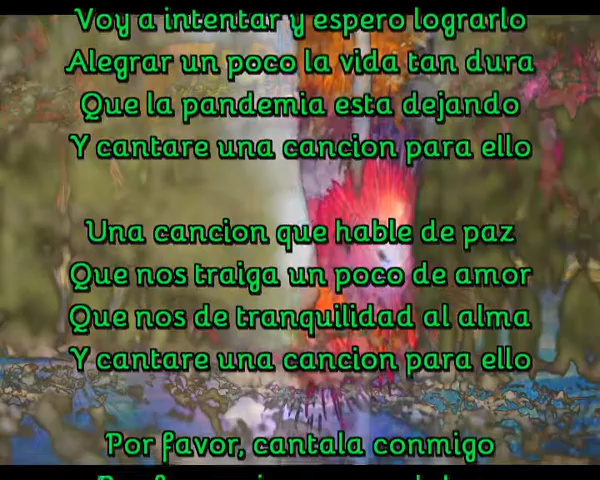 Voy a intentar y espero lograrlo
Alegrar un poco la vida tan dura
Que la pandemia esta dejando
Y cantare una cancion para ello
Una cancion que hable de paz
Que nos traiga un poco de amor
Que nos de tranquilidad al alma
Y cantare una cancion para ello
Por favor, cantala conmigo